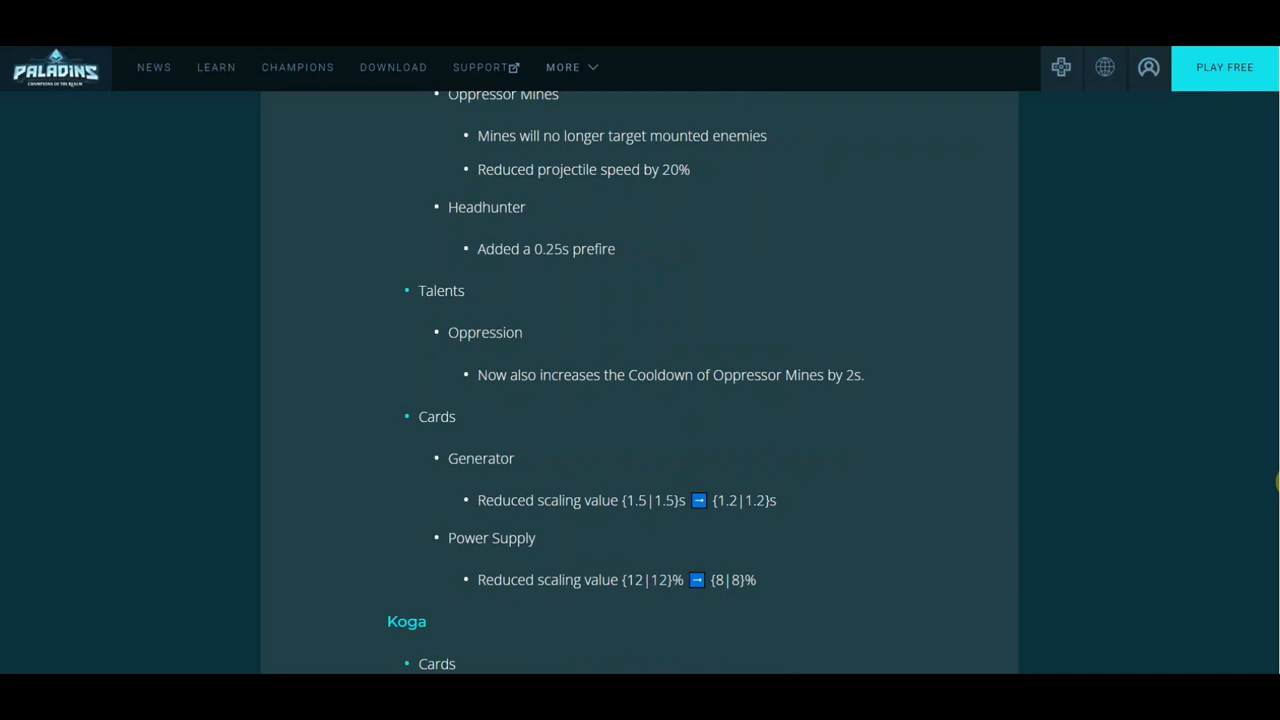 PALADINS
CHAMPIONS OF THE REALM
NEWS
LEARN
CHAMPIONS
DOWNLOAD
SUPPORT
MORE
PLAY FREE
Oppressor Mines
Mines will no longer target mounted enemies
Reduced projectile speed by 20%
Headhunter
Added a 0.25s prefire
Talents
Oppression
Now also increases the Cooldown of Oppressor Mines by 2s.
Cards
Generator
Reduced scaling value {1.5|1.5}s ➡ {1.2|1.2}s
Power Supply
Reduced scaling value {12|12}% ➡ {8|8}%
Koga
Cards